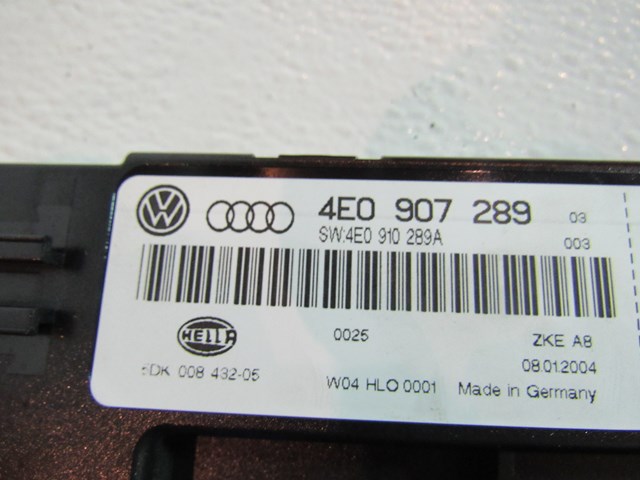 4E0 907 289 03
SW:4E0 910 289A 003
HELLA
0025 ZKE A8
5DK 008 432-05 08.01.2004
W04 HLO 0001 Made in Germany